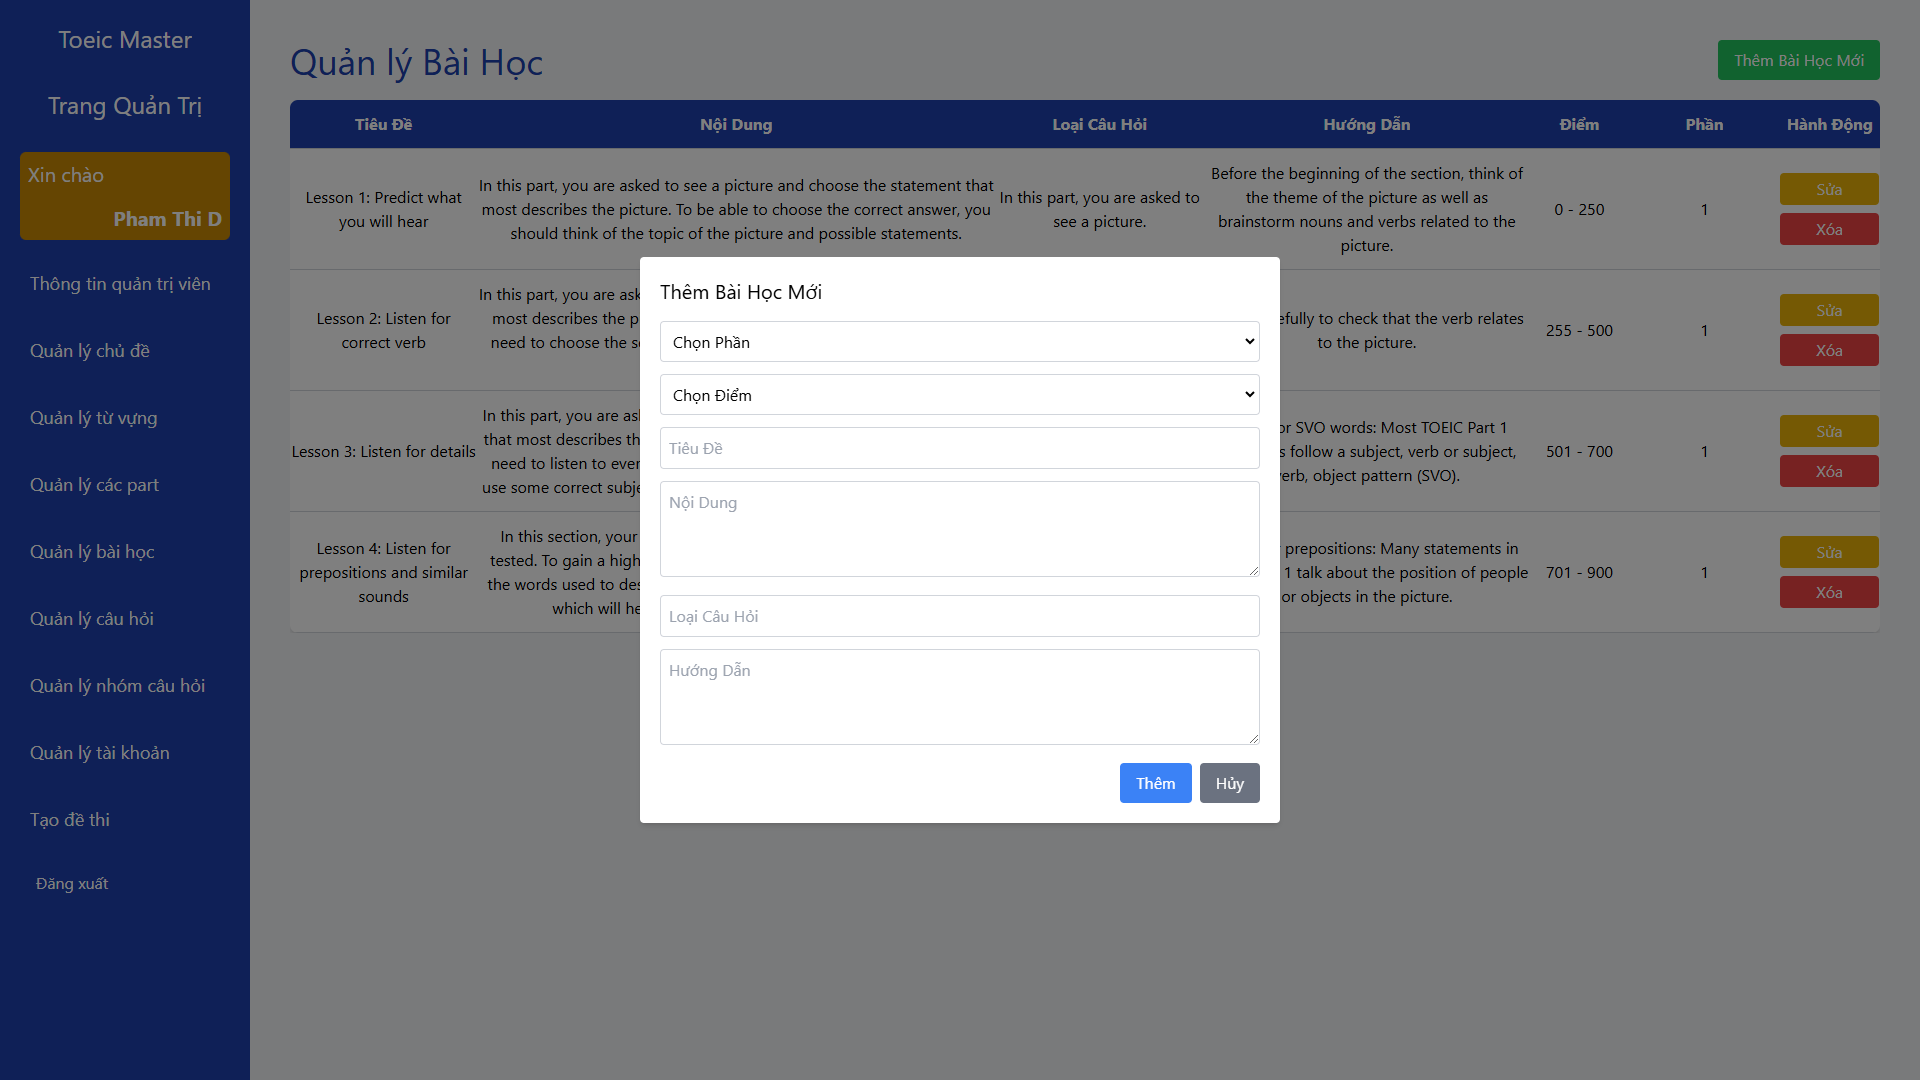 Toeic Master
Trang Quản Trị
Xin chào
Pham Thi D
Thông tin quản trị viên
Quản lý chủ đề
Quản lý từ vựng
Quản lý các part
Quản lý bài học
Quản lý câu hỏi
Quản lý nhóm câu hỏi
Quản lý tài khoản
Tạo đề thi
Đăng xuất
Quản lý Bài Học
Thêm Bài Học Mới
Tiêu Đề
Nội Dung
Loại Câu Hỏi
Hướng Dẫn
Điểm
Phần
Hành Động
Lesson 1: Predict what
you will hear
In this part, you are asked to see a picture and choose the statement that
most describes the picture. To be able to choose the correct answer, you
should think of the topic of the picture and possible statements.
In this part, you are asked to
see a picture.
Before the beginning of the section, think of
the theme of the picture as well as
brainstorm nouns and verbs related to the
picture.
0 - 250
1
Sửa
Xóa
Lesson 2: Listen for
correct verb
In this part, you are
most describes the
need to choose the
to check that the verb relates
to the picture.
255 - 500
1
Sửa
Xóa
Lesson 3: Listen for details
In this part, you are
that most describes
need to listen to
use some correct
or SVO words: Most TOEIC Part 1
follow a subject, verb or subject,
verb, object pattern (SVO).
501 - 700
1
Sửa
Xóa
Lesson 4: Listen for
prepositions and similar
sounds
In this section, your
tested. To gain a high
the words used to
which will
prepositions: Many statements in
1 talk about the position of people
or objects in the picture.
701 - 900
1
Sửa
Xóa
Thêm Bài Học Mới
Chọn Phần
Chọn Điểm
Tiêu Đề
Nội Dung
Loại Câu Hỏi
Hướng Dẫn
Thêm
Hủy